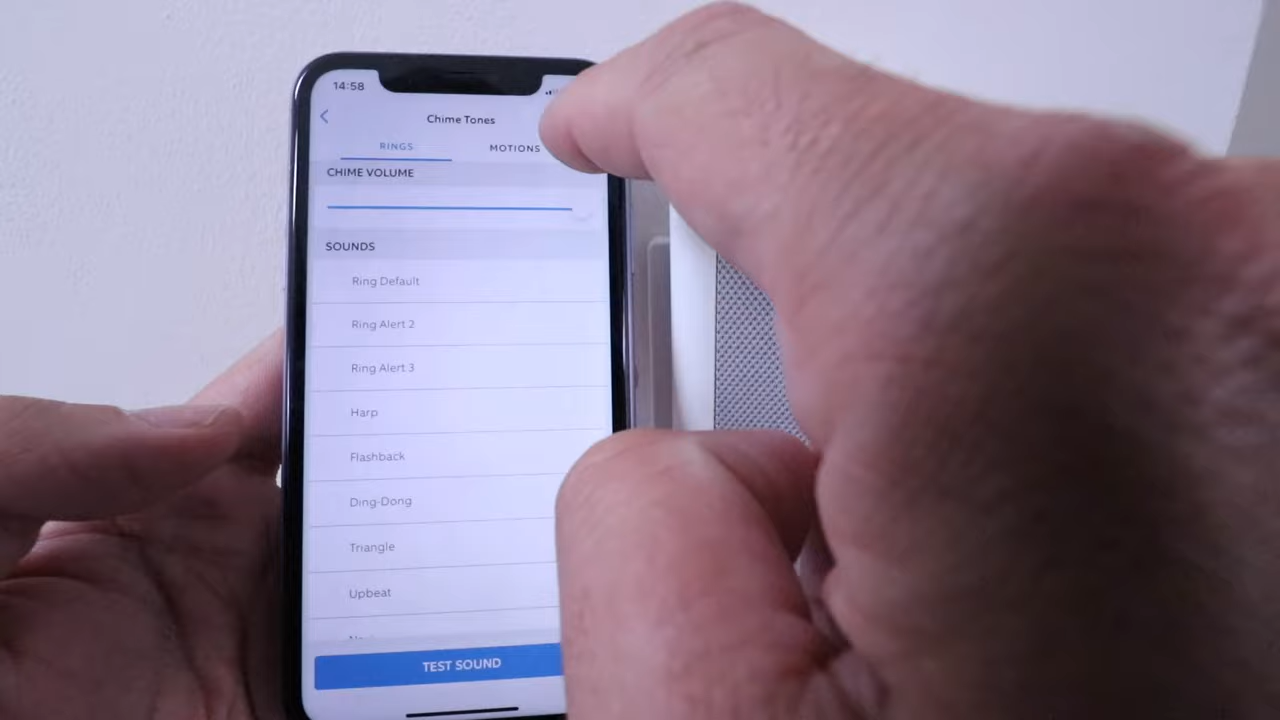 14:58
Chime Tones
RINGS
MOTIONS
CHIME VOLUME
SOUNDS
Ring Default
Ring Alert 2
Ring Alert 3
Harp
Flashback
Ding-Dong
Triangle
Upbeat
TEST SOUND